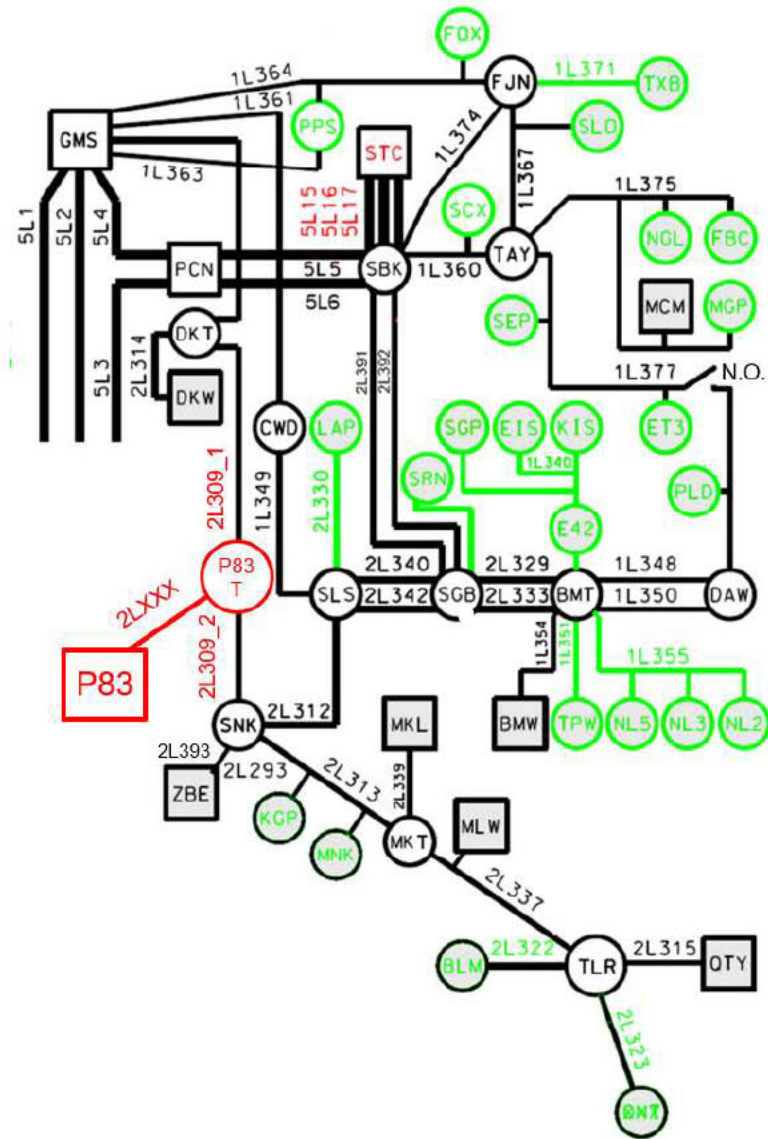 FOX
1L364
FJN
1L371
TXB
1L361
GMS
PPS
1L374
SLO
STC
1L363
1L367
5L15
5L16
5L17
SCX
1L375
5L1
5L2
5L4
NGL
FBC
PCN
5L5
SBK
1L360
TAY
5L6
MCM
MGP
SEP
DKT
2L314
5L3
2L391
2L392
1L377
N.O.
DKW
CWD
LAP
SGP
EIS
KIS
ET3
1L340
SRN
2L309_1
1L349
2L330
PLD
E42
P83
T
2L340
2L329
1L348
2LXXX
SLS
2L342
SGB
2L333
BMT
1L350
DAW
P83
2L309_2
1L354
1L351
1L355
SNK
2L312
MKL
BMW
TPW
NL5
NL3
NL2
2L393
2L293
2L313
2L339
ZBE
KGP
MLW
MNK
MKT
2L337
BLM
2L322
TLR
2L315
QTY
2L323